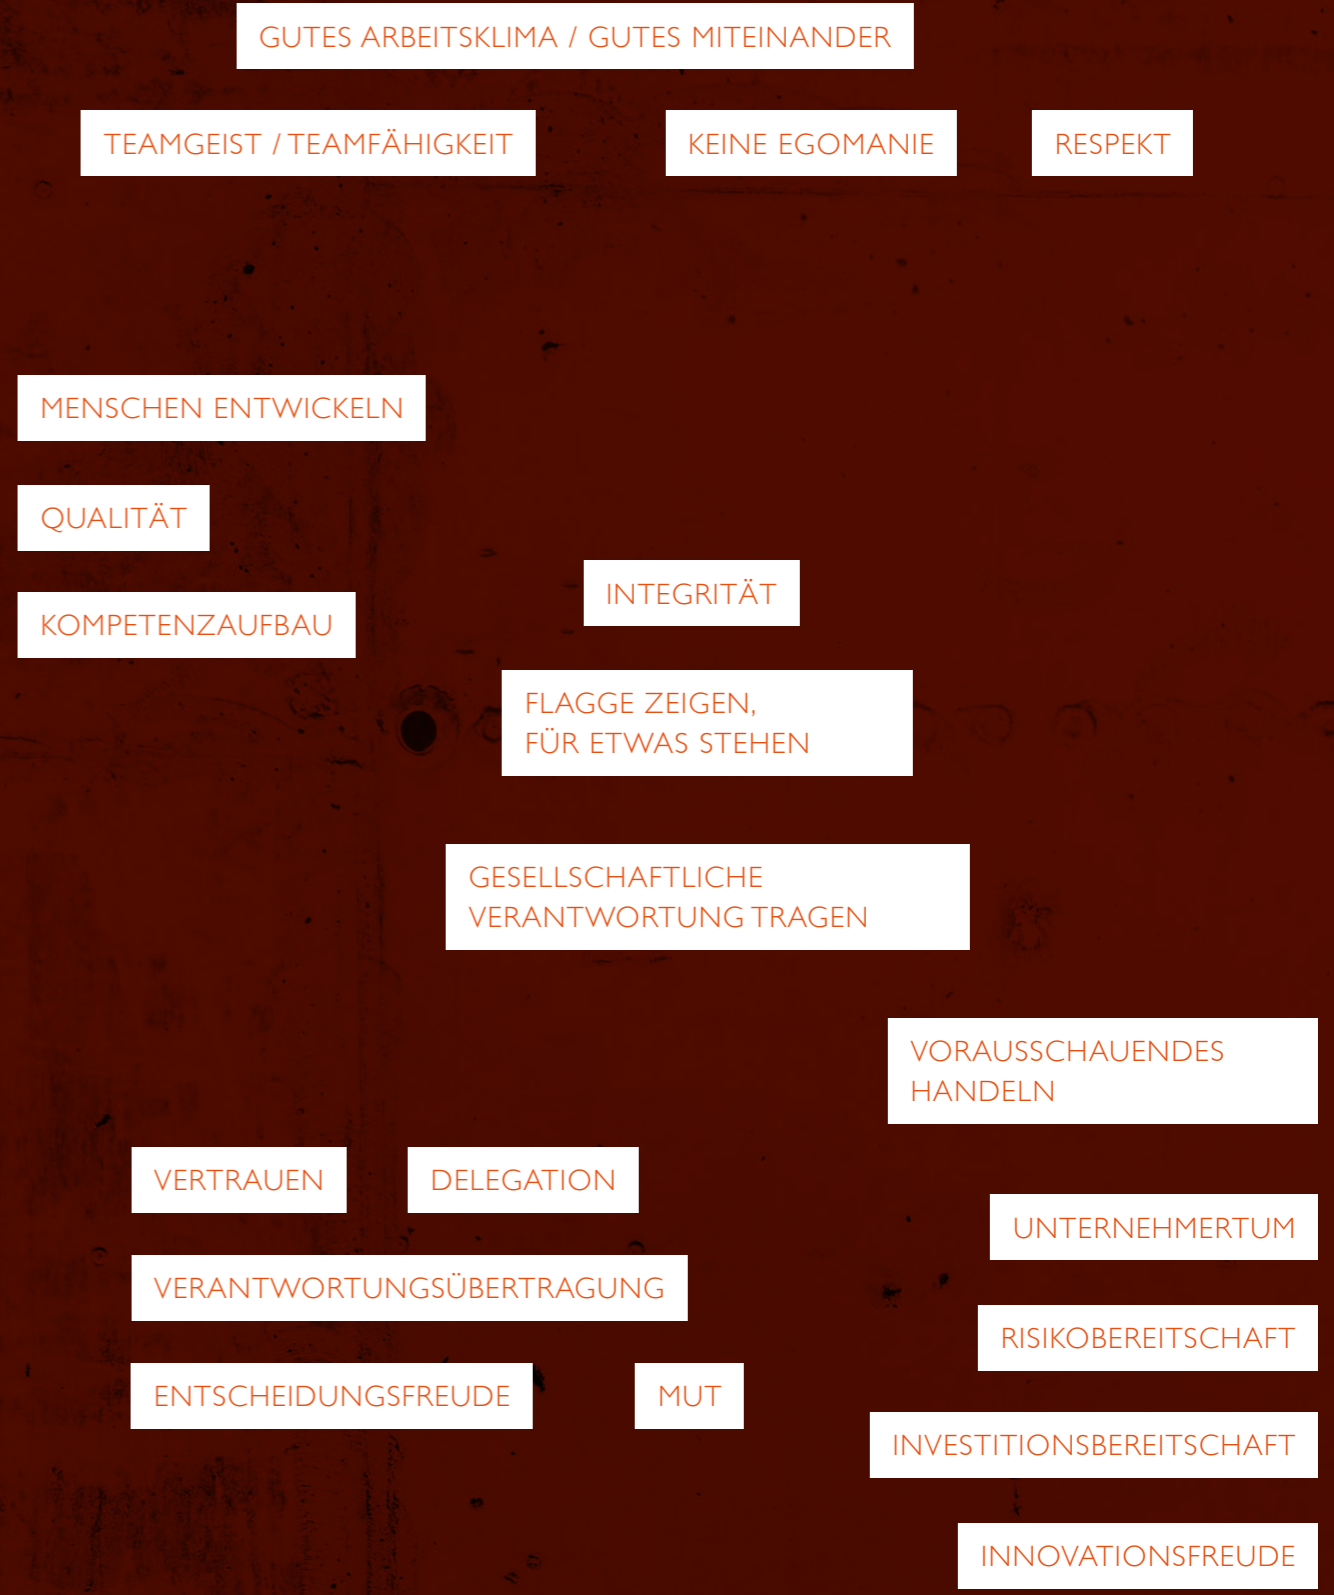 GUTES ARBEITSKLIMA / GUTES MITEINANDER
TEAMGEIST / TEAMFÄHIGKEIT
KEINE EGOMANIE
RESPEKT
MENSCHEN ENTWICKELN
QUALITÄT
KOMPETENZAUFBAU
INTEGRITÄT
FLAGGE ZEIGEN,
FÜR ETWAS STEHEN
GESELLSCHAFTLICHE
VERANTWORTUNG TRAGEN
VORAUSSCHAUENDES
HANDELN
VERTRAUEN
DELEGATION
VERANTWORTUNGSÜBERTRAGUNG
ENTSCHEIDUNGSFREUDE
MUT
UNTERNEHMERTUM
RISIKOBEREITSCHAFT
INVESTITIONSBEREITSCHAFT
INNOVATIONSFREUDE